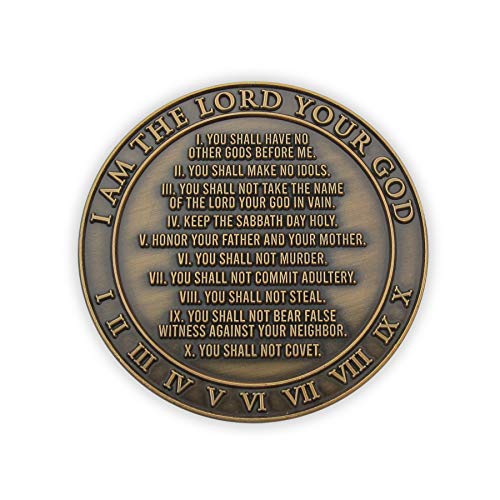 I AM THE LORD YOUR GOD
I. YOU SHALL HAVE NO
OTHER GODS BEFORE ME.
II. YOU SHALL MAKE NO IDOLS.
III. YOU SHALL NOT TAKE THE NAME
OF THE LORD YOUR GOD IN VAIN.
IV. KEEP THE SABBATH DAY HOLY.
V. HONOR YOUR FATHER AND YOUR MOTHER.
VI. YOU SHALL NOT MURDER.
VII. YOU SHALL NOT COMMIT ADULTERY.
VIII. YOU SHALL NOT STEAL.
IX. YOU SHALL NOT BEAR FALSE
WITNESS AGAINST YOUR NEIGHBOR.
X. YOU SHALL NOT COVET.
I II III IV V VI VII VIII IX X